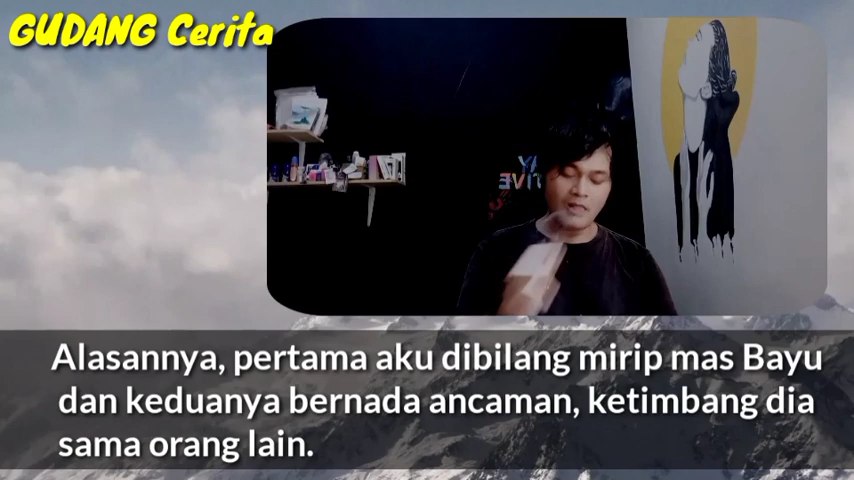 GUDANG Cerita
Alasannya, pertama aku dibilang mirip mas Bayu
dan keduanya bernada ancaman, ketimbang dia
sama orang lain.